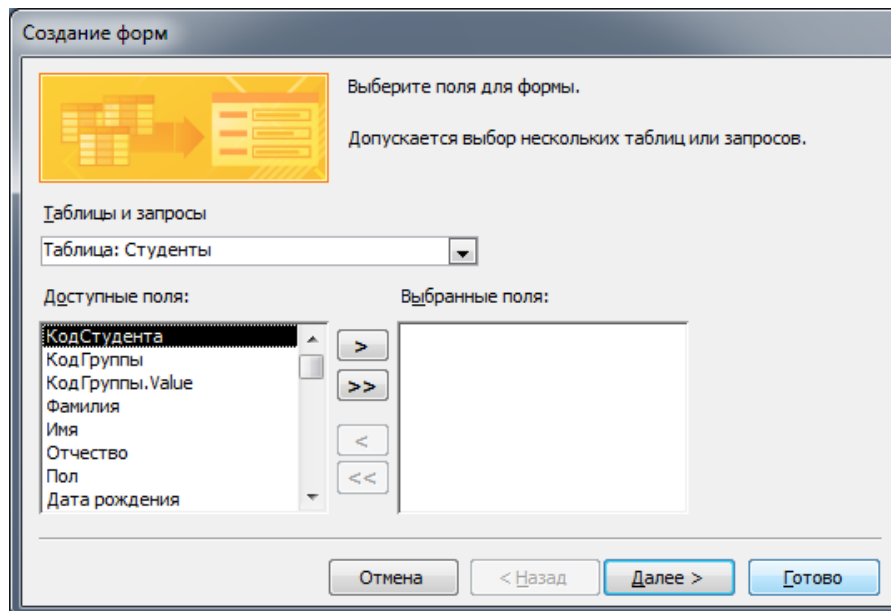 Создание форм
Выберите поля для формы.
Допускается выбор нескольких таблиц или запросов.
Таблицы и запросы
Таблица: Студенты
Доступные поля:
Выбранные поля:
КодСтудента
КодГруппы
КодГруппы.Value
Фамилия
Имя
Отчество
Пол
Дата рождения
>
>>
<
<<
Отмена
< Назад
Далее >
Готово